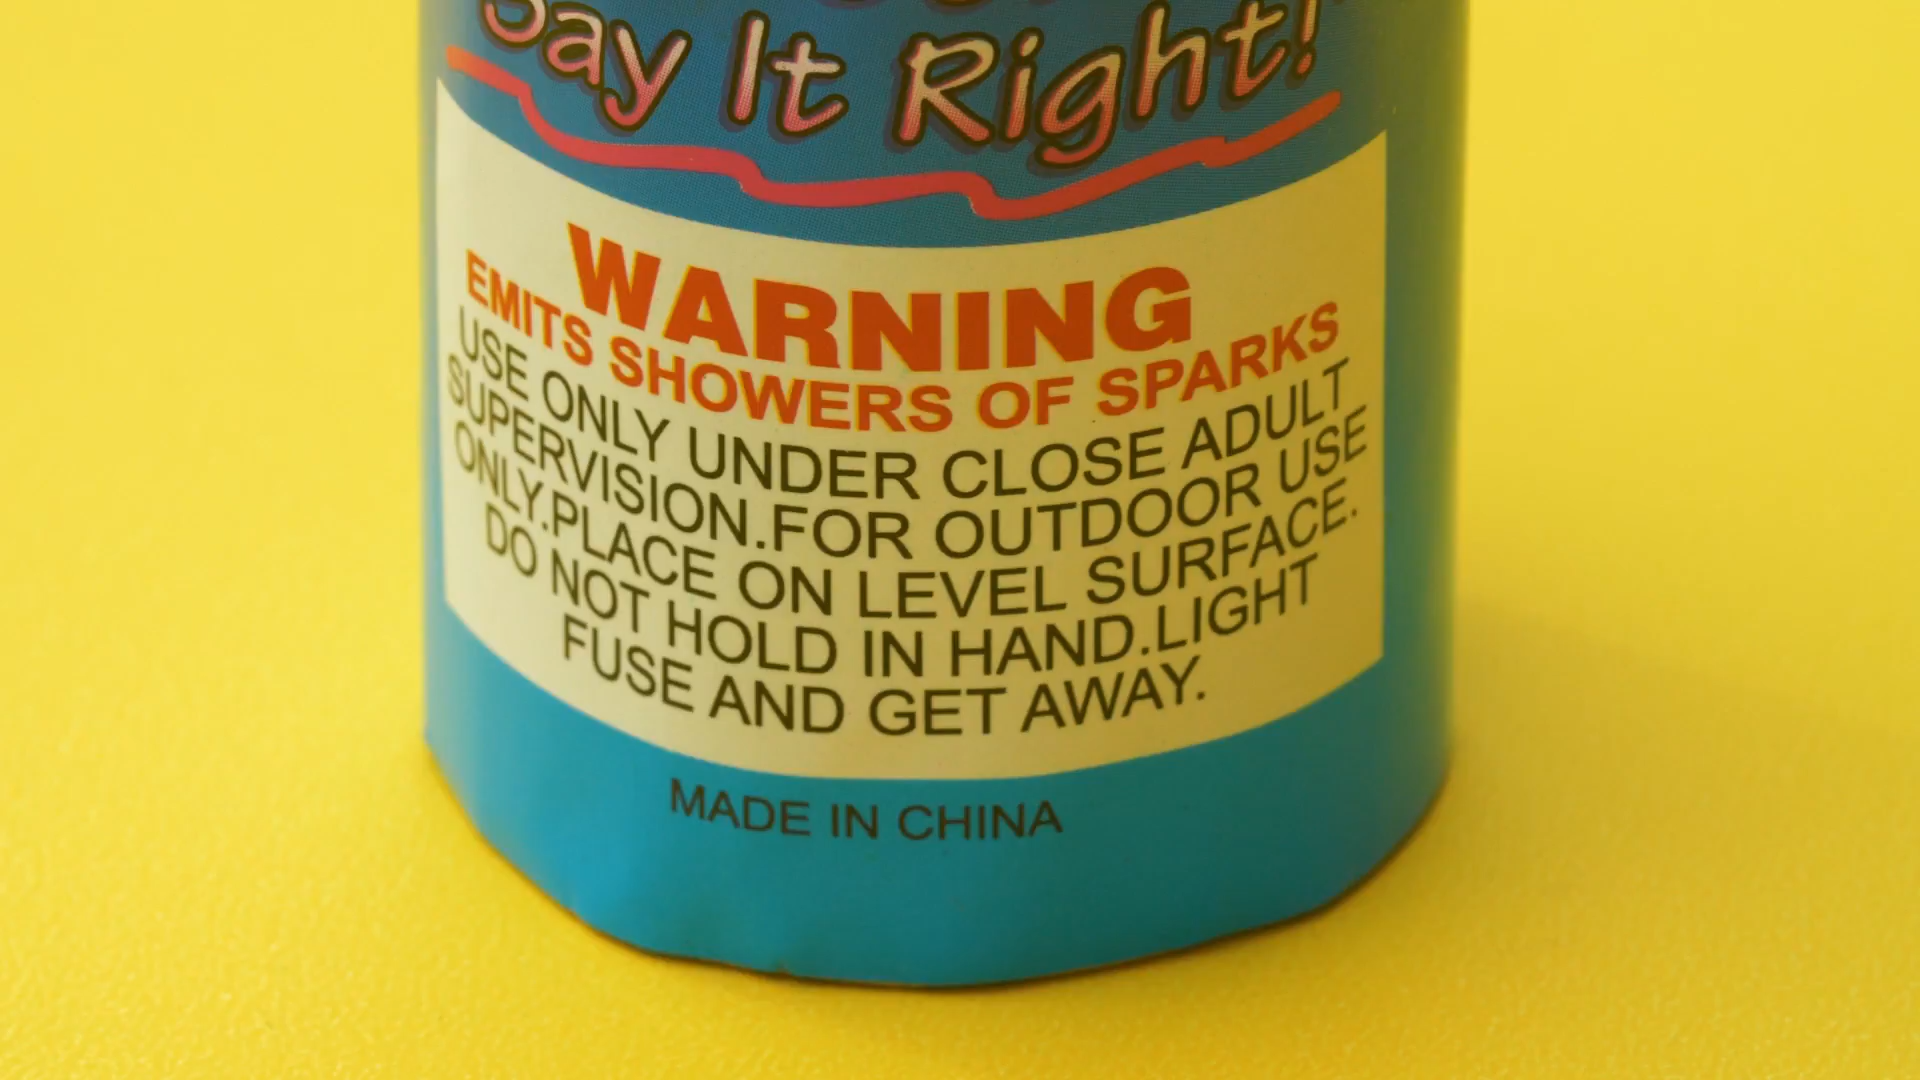 Say It Right!
WARNING
EMITS SHOWERS OF SPARKS
USE ONLY UNDER CLOSE ADULT
SUPERVISION.FOR OUTDOOR USE
ONLY.PLACE ON LEVEL SURFACE.
DO NOT HOLD IN HAND.LIGHT
FUSE AND GET AWAY.
MADE IN CHINA